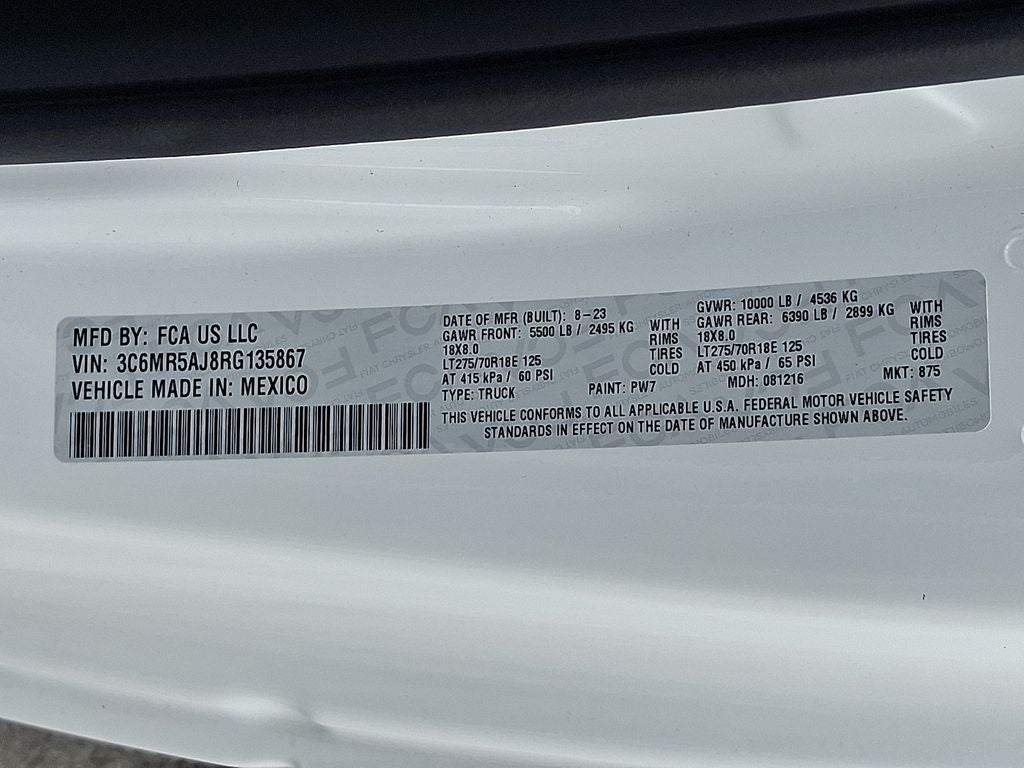 MFD BY: FCA US LLC
VIN: 3C6MR5AJ8RG135867
VEHICLE MADE IN: MEXICO
DATE OF MFR (BUILT): 8-23
GAWR FRONT: 5500 LB / 2495 KG WITH
18X8.0 RIMS
LT275/70R18E 125 TIRES
AT 415 kPa / 60 PSI COLD
TYPE: TRUCK PAINT: PW7
GVWR: 10000 LB / 4536 KG
GAWR REAR: 6390 LB / 2899 KG WITH
18X8.0 RIMS
LT275/70R18E 125 TIRES
AT 450 kPa / 65 PSI COLD
MDH: 081216 MKT: 875
THIS VEHICLE CONFORMS TO ALL APPLICABLE U.S.A. FEDERAL MOTOR VEHICLE SAFETY
STANDARDS IN EFFECT ON THE DATE OF MANUFACTURE SHOWN ABOVE.